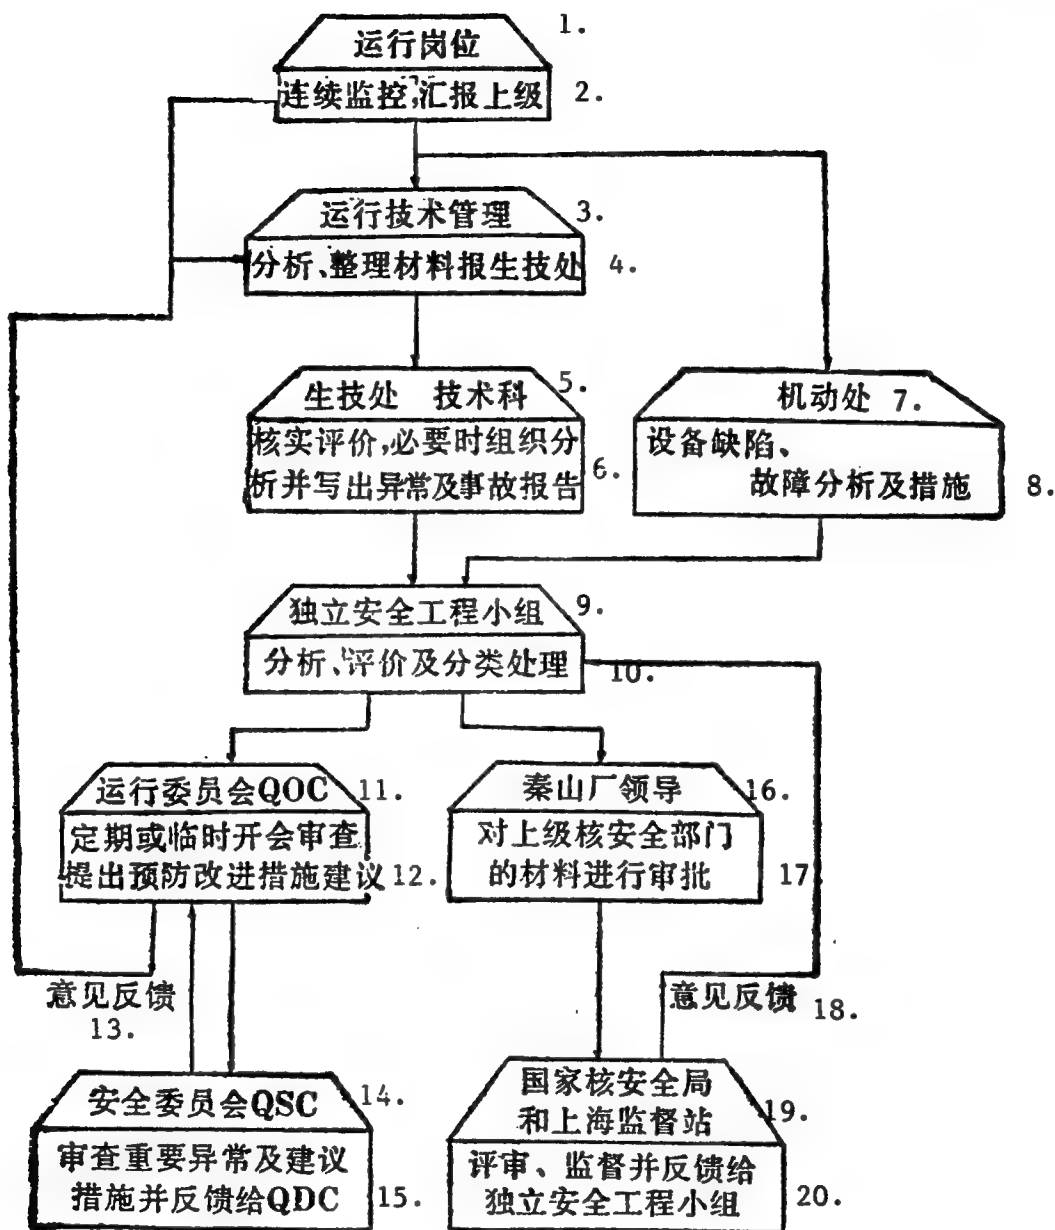 运行岗位 1.
连续监控,汇报上级 2.
运行技术管理 3.
分析、整理材料报生技处 4.
生技处 技术科 5.
核实评价,必要时组织分
析并写出异常及事故报告 6.
机动处 7.
设备缺陷、
故障分析及措施 8.
独立安全工程小组 9.
分析、评价及分类处理 10.
运行委员会QOC 11.
定期或临时开会审查
提出预防改进措施建议 12.
秦山厂领导 16.
对上级核安全部门
的材料进行审批 17
意见反馈
13.
意见反馈 18.
安全委员会QSC 14.
审查重要异常及建议
措施并反馈给QDC 15.
国家核安全局
和上海监督站 19.
评审、监督并反馈给
独立安全工程小组 20.